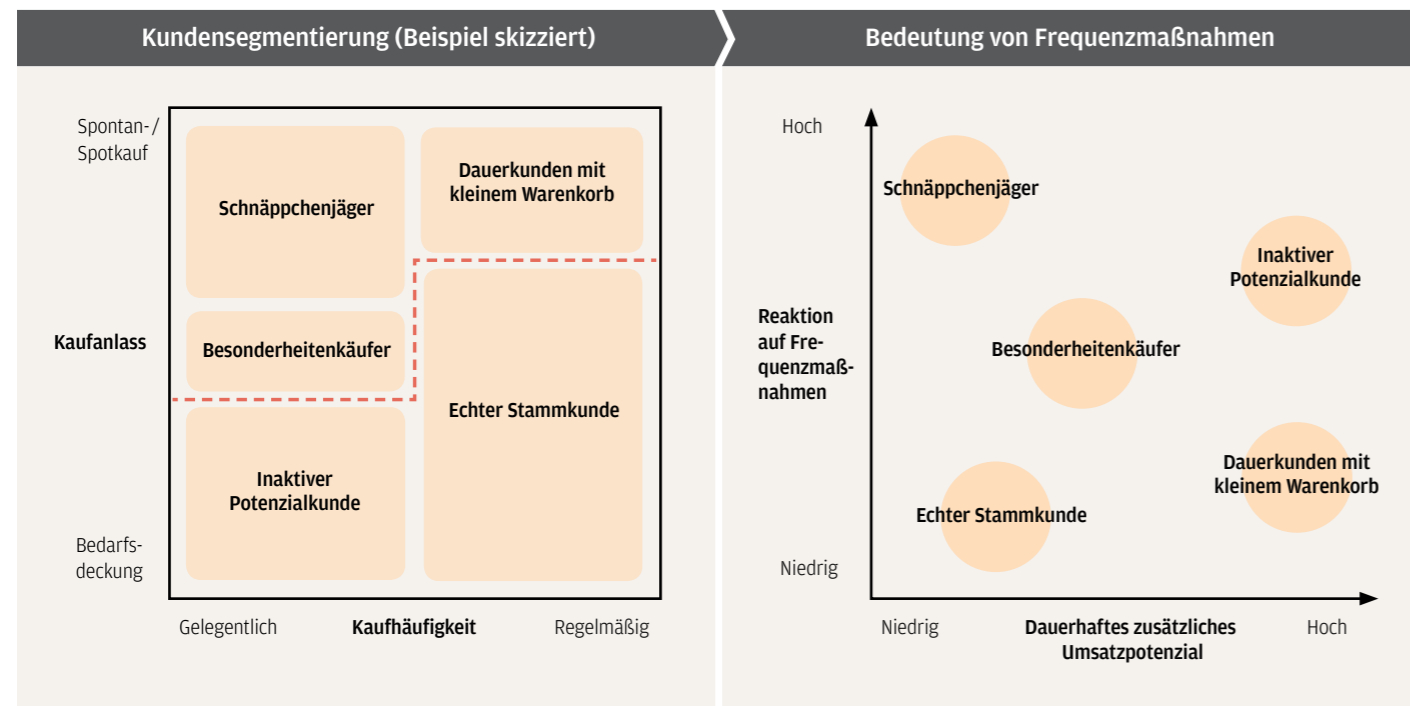 Kundensegmentierung (Beispiel skizziert)
Spontan-/
Spotkauf
Kaufanlass
Bedarfs-
deckung
Schnäppchenjäger
Dauerkunden mit
kleinem Warenkorb
Besonderheitenkäufer
Echter Stammkunde
Inaktiver
Potenzialkunde
Gelegentlich
Kaufhäufigkeit
Regelmäßig
Bedeutung von Frequenzmaßnahmen
Hoch
Reaktion
auf Fre-
quenzmaß-
nahmen
Niedrig
Schnäppchenjäger
Inaktiver
Potenzialkunde
Besonderheitenkäufer
Dauerkunden mit
kleinem Warenkorb
Echter Stammkunde
Niedrig
Dauerhaftes zusätzliches
Umsatzpotenzial
Hoch